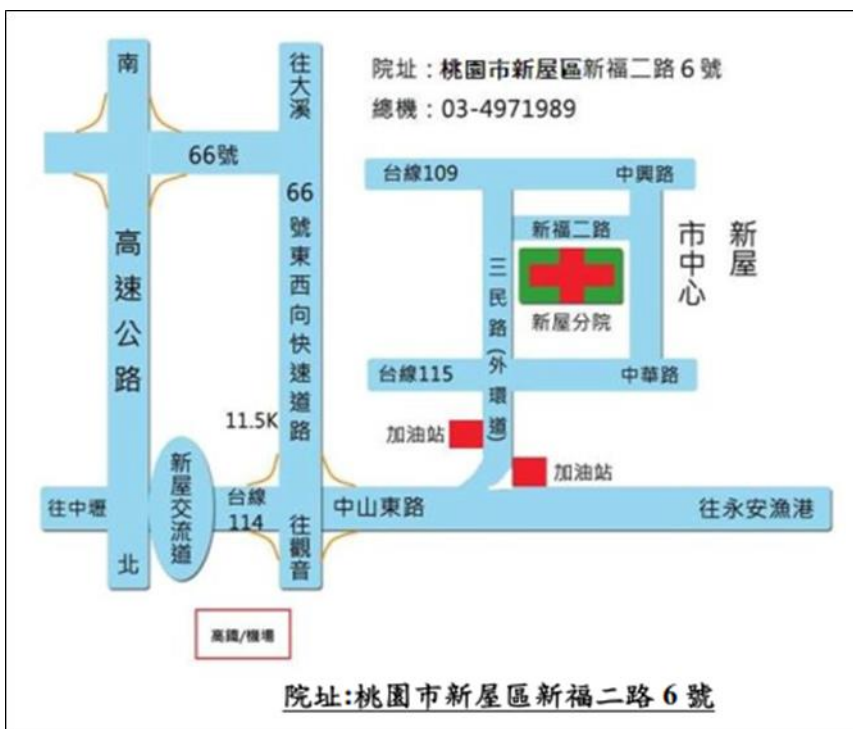 南
往大溪
院址：桃園市新屋區新福二路6號
總機：03-4971989
66號
台線109
中興路
66號東西向快速道路
新福二路
新屋
市中心
高速公路
三民路(外環道)
新屋分院
台線115
中華路
11.5K
加油站
加油站
新屋交流道
往中壢
台線
114
中山東路
往永安漁港
往觀音
北
高鐵/機場
院址:桃園市新屋區新福二路 6 號